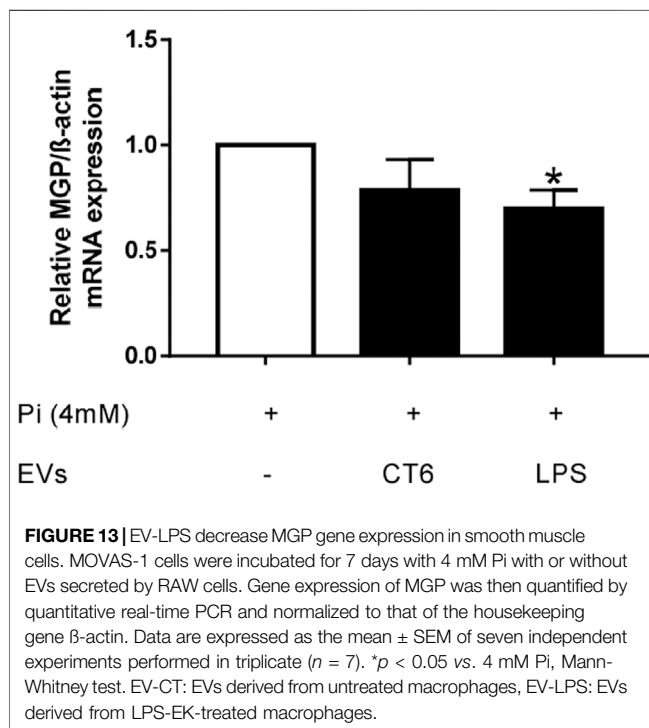 Relative MGP/ß-actin
mRNA expression
1.5
1.0
0.5
0.0
*
Pi (4mM) + + +
EVs - CT6 LPS
FIGURE 13 | EV-LPS decrease MGP gene expression in smooth muscle
cells. MOVAS-1 cells were incubated for 7 days with 4 mM Pi with or without
EVs secreted by RAW cells. Gene expression of MGP was then quantified by
quantitative real-time PCR and normalized to that of the housekeeping
gene ß-actin. Data are expressed as the mean ± SEM of seven independent
experiments performed in triplicate (n = 7). *p < 0.05 vs. 4 mM Pi, Mann-
Whitney test. EV-CT: EVs derived from untreated macrophages, EV-LPS: EVs
derived from LPS-EK-treated macrophages.